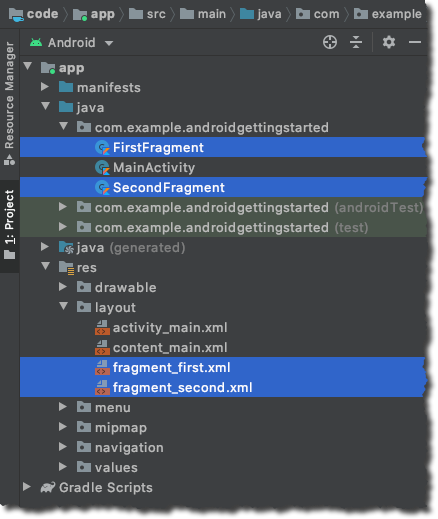 code app src main java com example
Android
Resource Manager
1: Project
app
manifests
java
com.example.androidgettingstarted
FirstFragment
MainActivity
SecondFragment
com.example.androidgettingstarted (androidTest)
com.example.androidgettingstarted (test)
java (generated)
res
drawable
layout
activity_main.xml
content_main.xml
fragment_first.xml
fragment_second.xml
menu
mipmap
navigation
values
Gradle Scripts